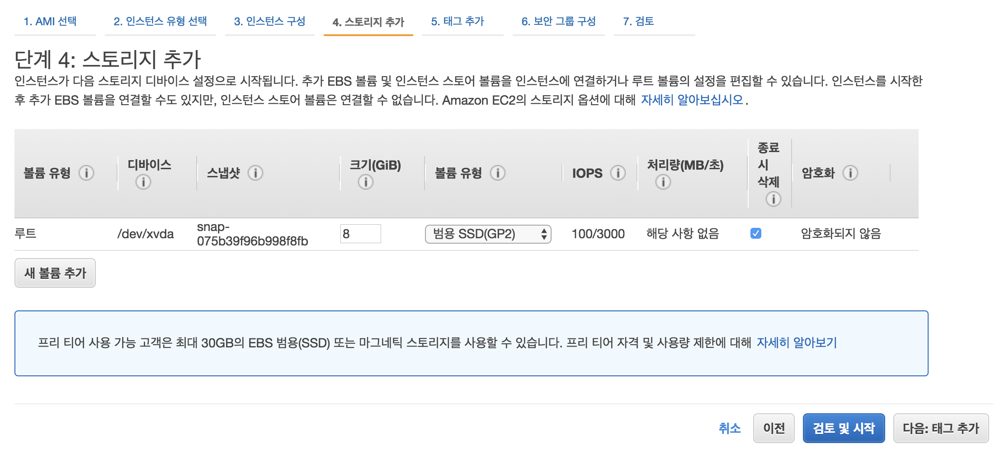 1. AMI 선택
2. 인스턴스 유형 선택
3. 인스턴스 구성
4. 스토리지 추가
5. 태그 추가
6. 보안 그룹 구성
7. 검토
단계 4: 스토리지 추가
인스턴스가 다음 스토리지 디바이스 설정으로 시작됩니다. 추가 EBS 볼륨 및 인스턴스 스토어 볼륨을 인스턴스에 연결하거나 루트 볼륨의 설정을 편집할 수 있습니다. 인스턴스를 시작한
후 추가 EBS 볼륨을 연결할 수도 있지만, 인스턴스 스토어 볼륨은 연결할 수 없습니다. Amazon EC2의 스토리지 옵션에 대해 자세히 알아보십시오.
볼륨 유형 i
디바이스
i
스냅샷 i
크기(GiB)
i
볼륨 유형 i
IOPS i
처리량(MB/초)
i
종료
시
삭제
i
암호화 i
루트
/dev/xvda
snap-
075b39f96b998f8fb
8
범용 SSD(GP2)
100/3000
해당 사항 없음
암호화되지 않음
새 볼륨 추가
프리 티어 사용 가능 고객은 최대 30GB의 EBS 범용(SSD) 또는 마그네틱 스토리지를 사용할 수 있습니다. 프리 티어 자격 및 사용량 제한에 대해 자세히 알아보기
취소
이전
검토 및 시작
다음: 태그 추가